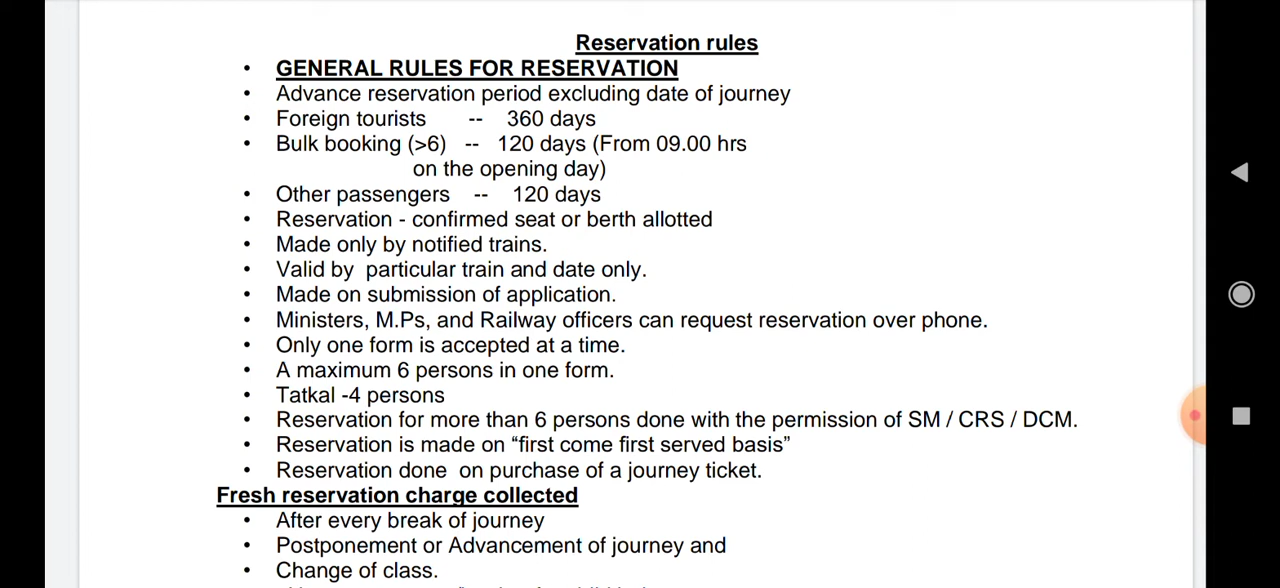 Reservation rules
• GENERAL RULES FOR RESERVATION
• Advance reservation period excluding date of journey
• Foreign tourists -- 360 days
• Bulk booking (>6) -- 120 days (From 09.00 hrs
on the opening day)
• Other passengers -- 120 days
• Reservation - confirmed seat or berth allotted
• Made only by notified trains.
• Valid by particular train and date only.
• Made on submission of application.
• Ministers, M.Ps, and Railway officers can request reservation over phone.
• Only one form is accepted at a time.
• A maximum 6 persons in one form.
• Tatkal -4 persons
• Reservation for more than 6 persons done with the permission of SM / CRS / DCM.
• Reservation is made on “first come first served basis”
• Reservation done on purchase of a journey ticket.
Fresh reservation charge collected
• After every break of journey
• Postponement or Advancement of journey and
• Change of class.